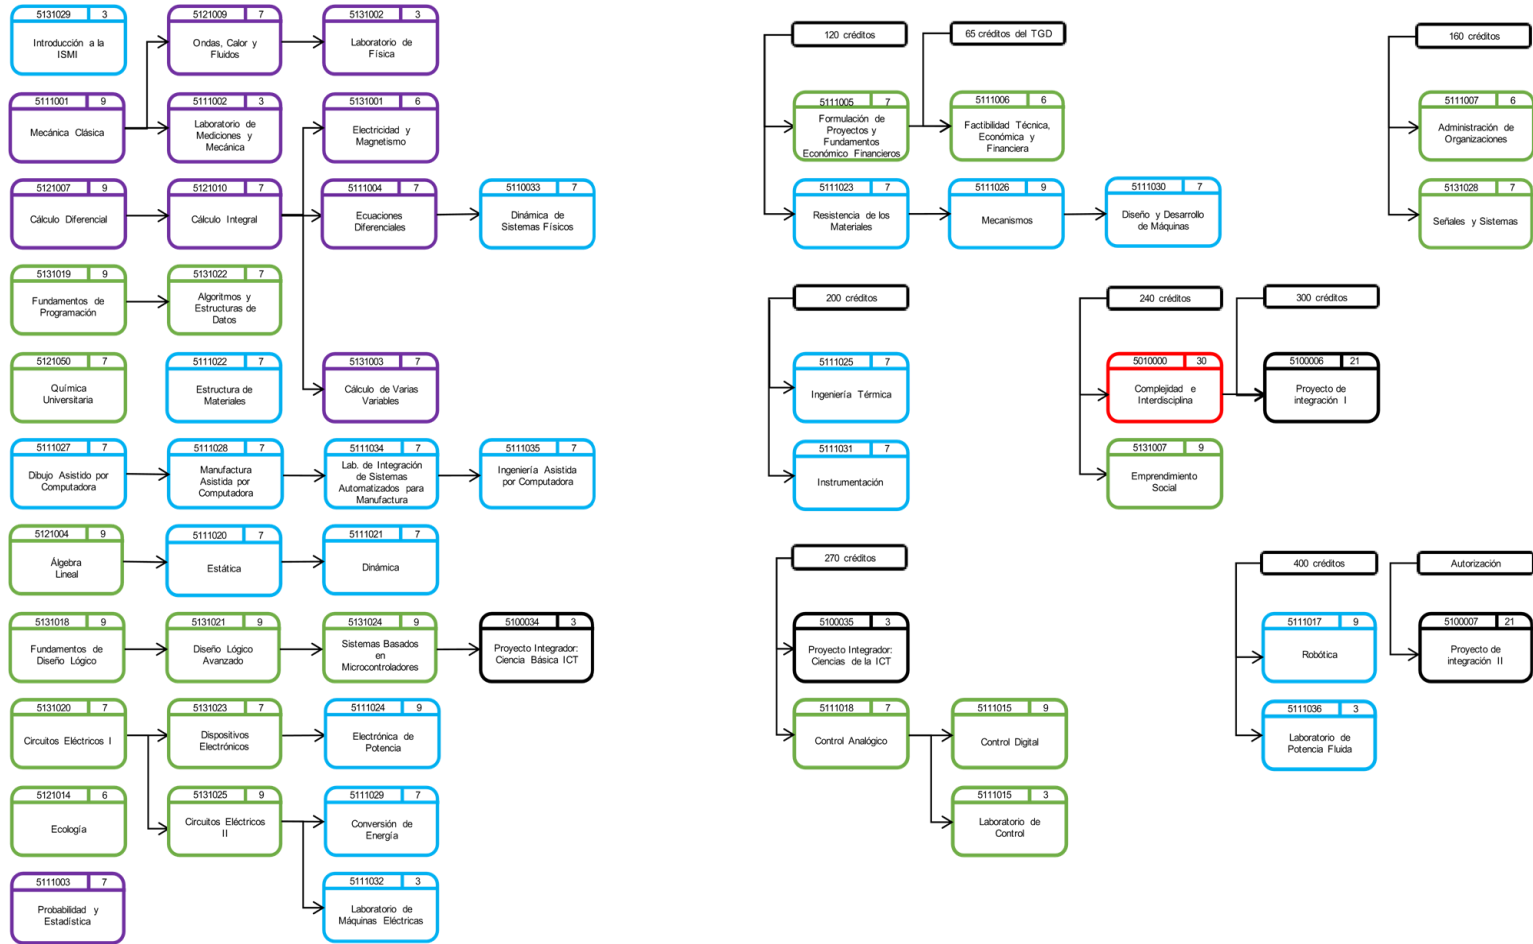 5131029 3
Introducción a la
ISMI
5121009 7
Ondas, Calor y
Fluidos
5131002 3
Laboratorio de
Física
5111001 9
Mecánica Clásica
5111002 3
Laboratorio de
Mediciones y
Mecánica
5131001 6
Electricidad y
Magnetismo
5121007 9
Cálculo Diferencial
5121010 7
Cálculo Integral
5111004 7
Ecuaciones
Diferenciales
5110033 7
Dinámica de
Sistemas Físicos
5131019 9
Fundamentos de
Programación
5131022 7
Algoritmos y
Estructuras de
Datos
5121050 7
Química
Universitaria
5111022 7
Estructura de
Materiales
5131003 7
Cálculo de Varias
Variables
5111027 7
Dibujo Asistido por
Computadora
5111028 7
Manufactura
Asistida por
Computadora
5111034 7
Lab. de Integración
de Sistemas
Automatizados para
Manufactura
5111035 7
Ingeniería Asistida
por Computadora
5121004 9
Álgebra
Lineal
5111020 7
Estática
5111021 7
Dinámica
5131018 9
Fundamentos de
Diseño Lógico
5131021 9
Diseño Lógico
Avanzado
5131024 9
Sistemas Basados
en
Microcontroladores
5100034 3
Proyecto Integrador:
Ciencia Básica ICT
5131020 7
Circuitos Eléctricos I
5131023 7
Dispositivos
Electrónicos
5111024 9
Electrónica de
Potencia
5121014 6
Ecología
5131025 9
Circuitos Eléctricos
II
5111029 7
Conversión de
Energía
5111003 7
Probabilidad y
Estadística
5111032 3
Laboratorio de
Máquinas Eléctricas
120 créditos
65 créditos del TGD
5111005 7
Formulación de
Proyectos y
Fundamentos
Económico Financieros
5111006 6
Factibilidad Técnica,
Económica y
Financiera
5111023 7
Resistencia de los
Materiales
5111026 9
Mecanismos
5111030 7
Diseño y Desarrollo
de Máquinas
160 créditos
5111007 6
Administración de
Organizaciones
5131028 7
Señales y Sistemas
200 créditos
5111025 7
Ingeniería Térmica
5111031 7
Instrumentación
240 créditos
300 créditos
5010000 30
Complejidad e
Interdisciplina
5100006 21
Proyecto de
integración I
5131007 9
Emprendimiento
Social
270 créditos
5100035 3
Proyecto Integrador:
Ciencias de la ICT
5111018 7
Control Analógico
5111015 9
Control Digital
5111015 3
Laboratorio de
Control
400 créditos
Autorización
5111017 9
Robótica
5100007 21
Proyecto de
integración II
5111036 3
Laboratorio de
Potencia Fluida